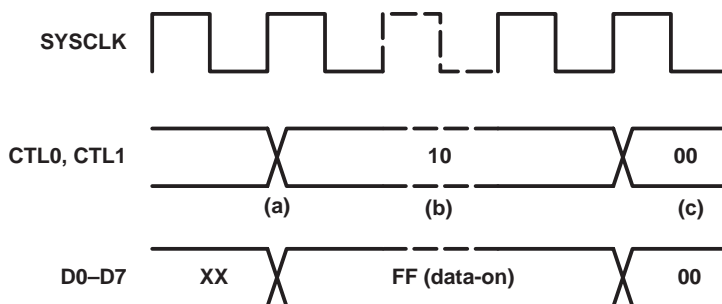 SYSCLK
CTL0, CTL1 10 00
(a) (b) (c)
D0–D7 XX FF (data-on) 00